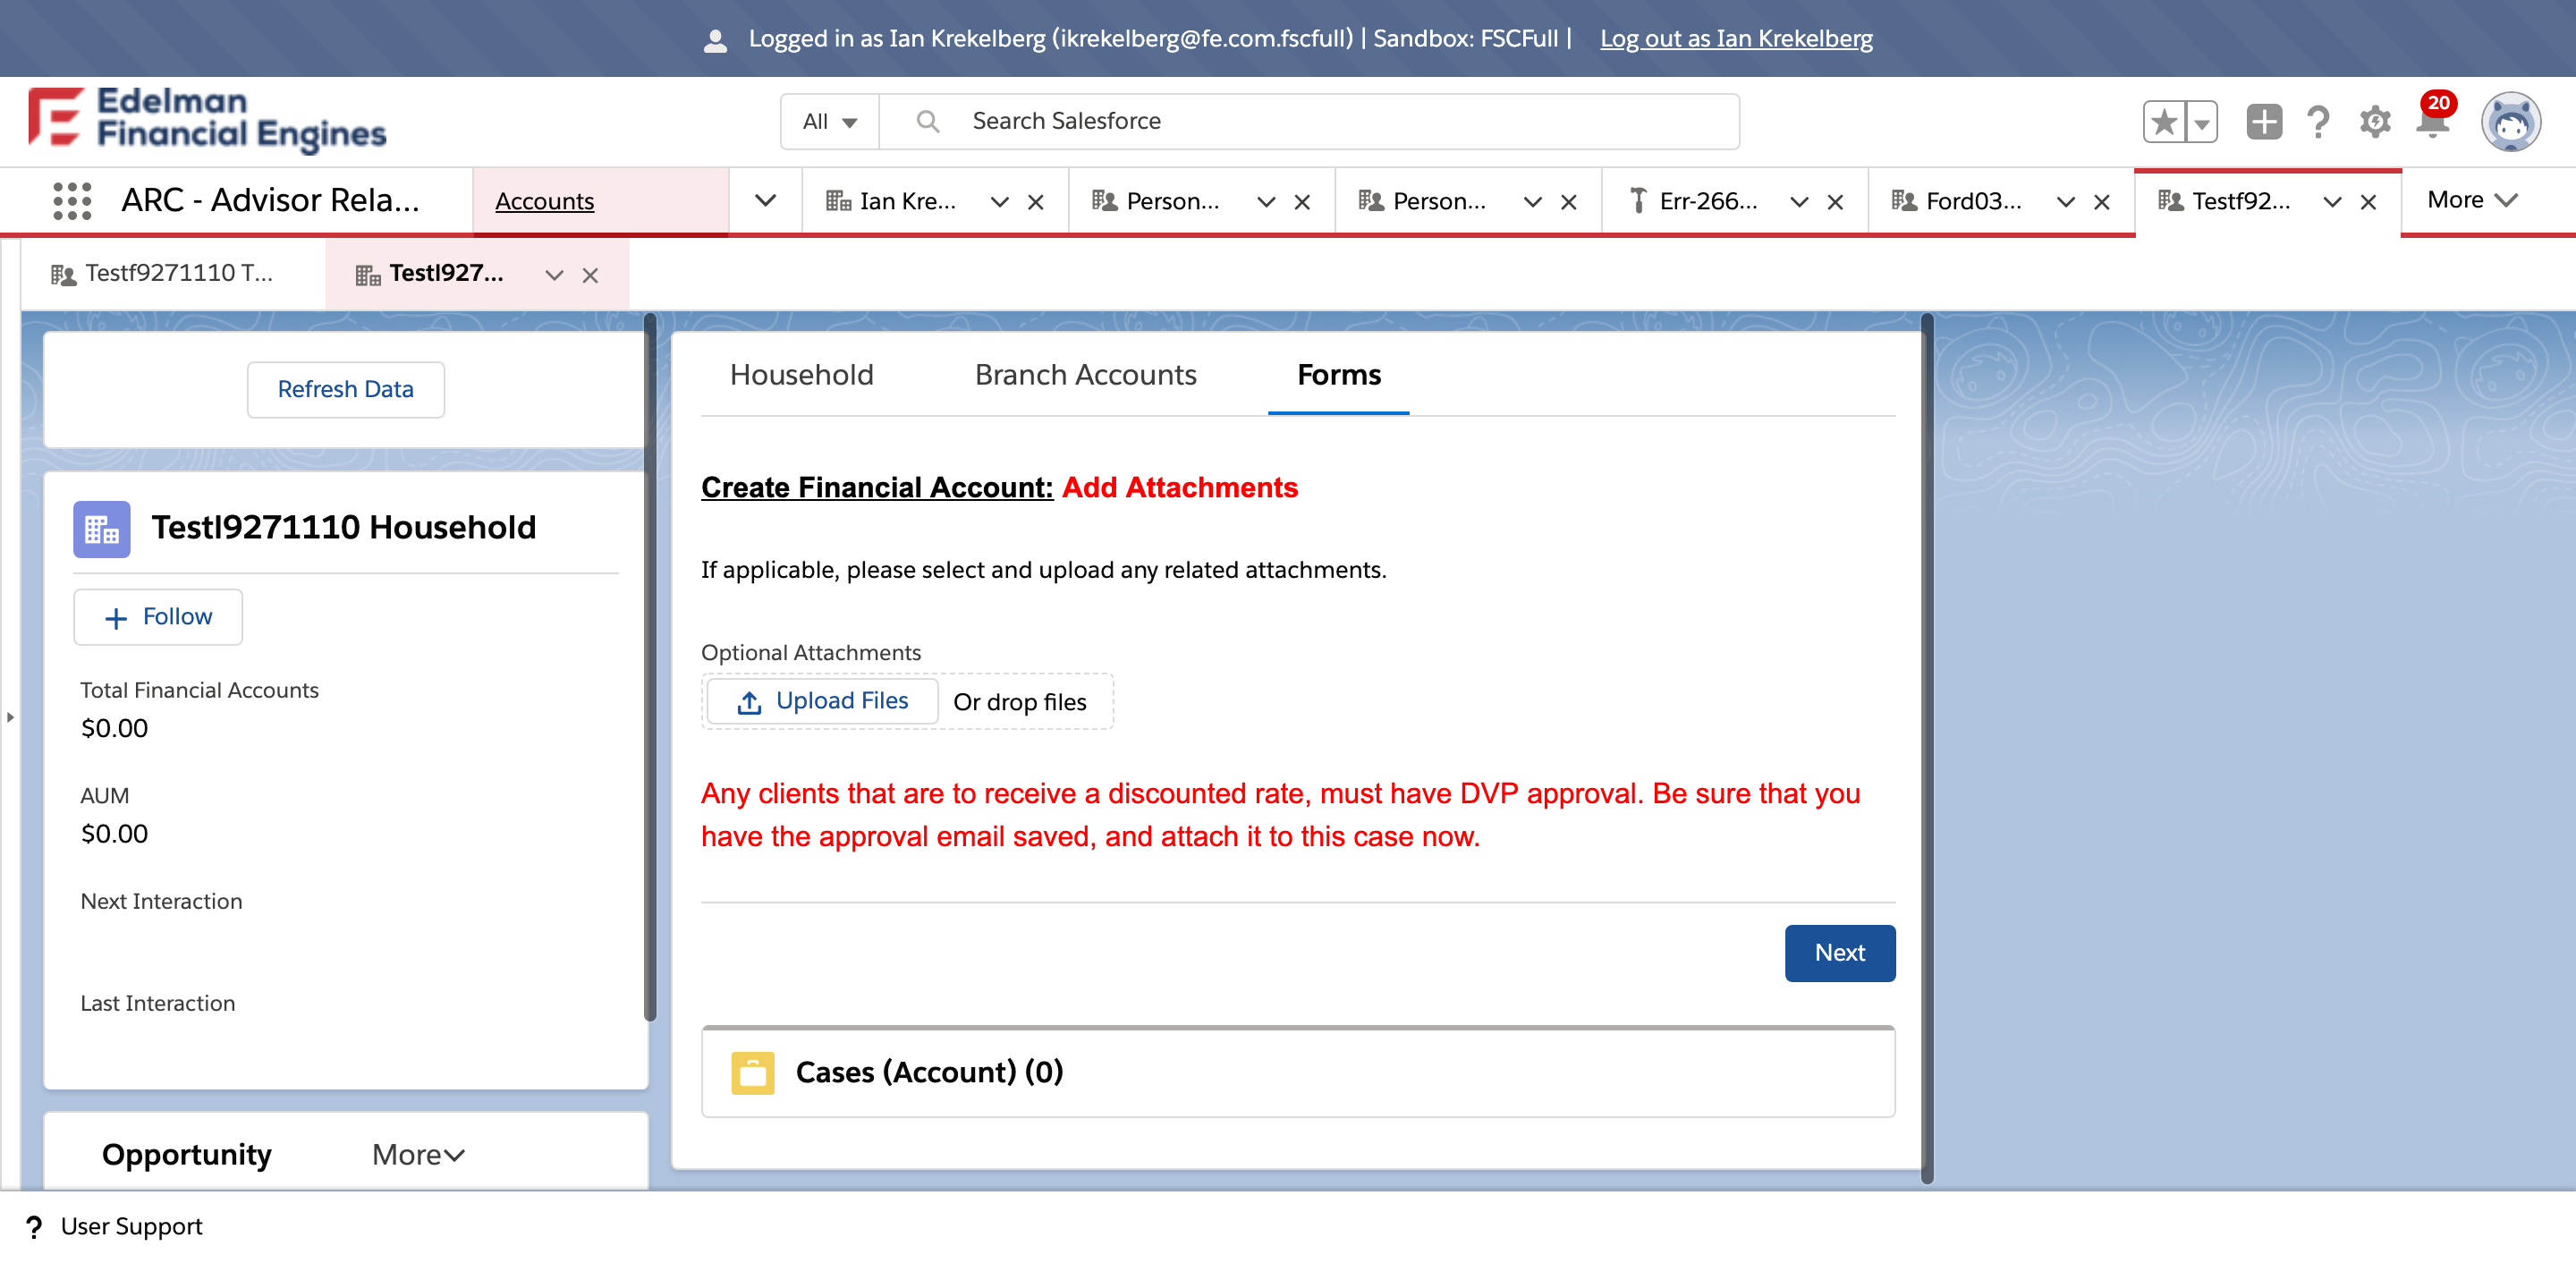 Logged in as Ian Krekelberg (ikrekelberg@fe.com.fscfull) | Sandbox: FSCFull | Log out as Ian Krekelberg
Edelman
Financial Engines
All
Search Salesforce
20
ARC - Advisor Rela...
Accounts
Ian Kre...
Person...
Person...
Err-266...
Ford03...
Testf92...
More
Testf9271110 T...
Testl927...
Refresh Data
Testl9271110 Household
Follow
Total Financial Accounts
$0.00
AUM
$0.00
Next Interaction
Last Interaction
Opportunity
More
Household
Branch Accounts
Forms
Create Financial Account: Add Attachments
If applicable, please select and upload any related attachments.
Optional Attachments
Upload Files
Or drop files
Any clients that are to receive a discounted rate, must have DVP approval. Be sure that you
have the approval email saved, and attach it to this case now.
Next
Cases (Account) (0)
? User Support